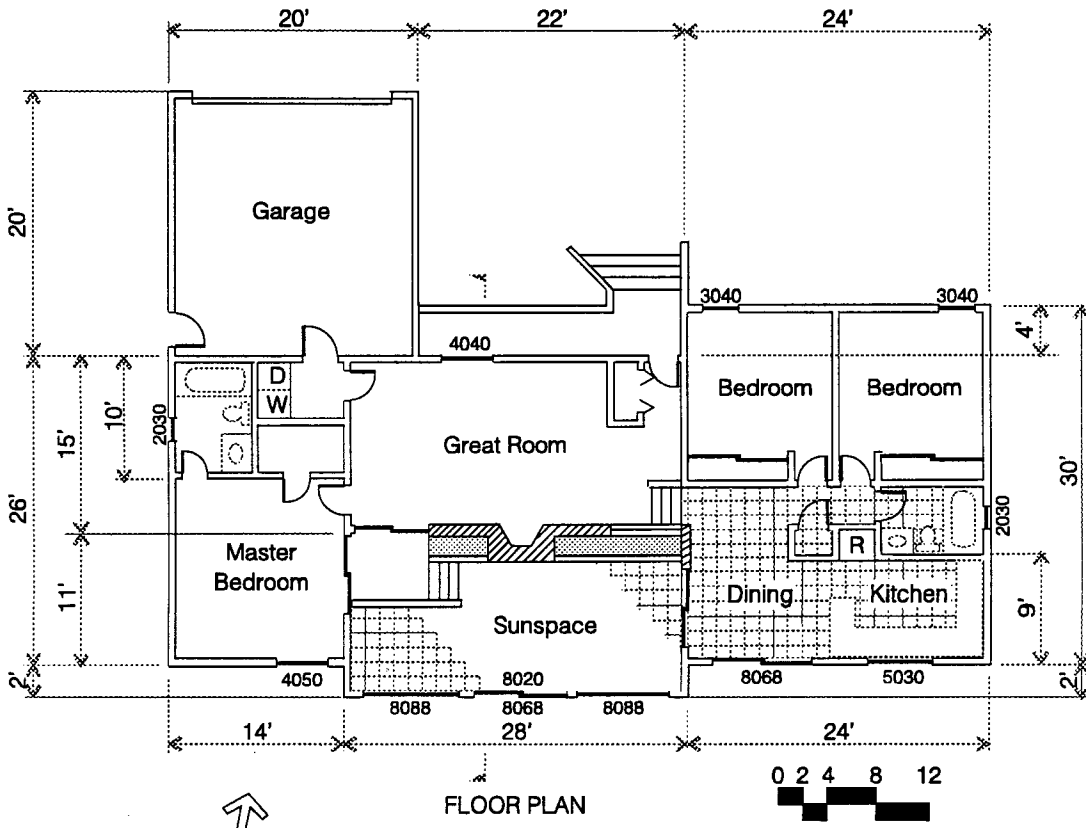 20' 22' 24'
Garage
20'
3040 3040
4040
4'
D
W
Bedroom Bedroom
10'
2030
15'
Great Room
26'
30'
2030
R
Master
Bedroom
11'
Dining Kitchen
9'
Sunspace
2'
4050
8020
8068 5030
2'
8088 8068 8088
14' 28' 24'
0 2 4 8 12
FLOOR PLAN